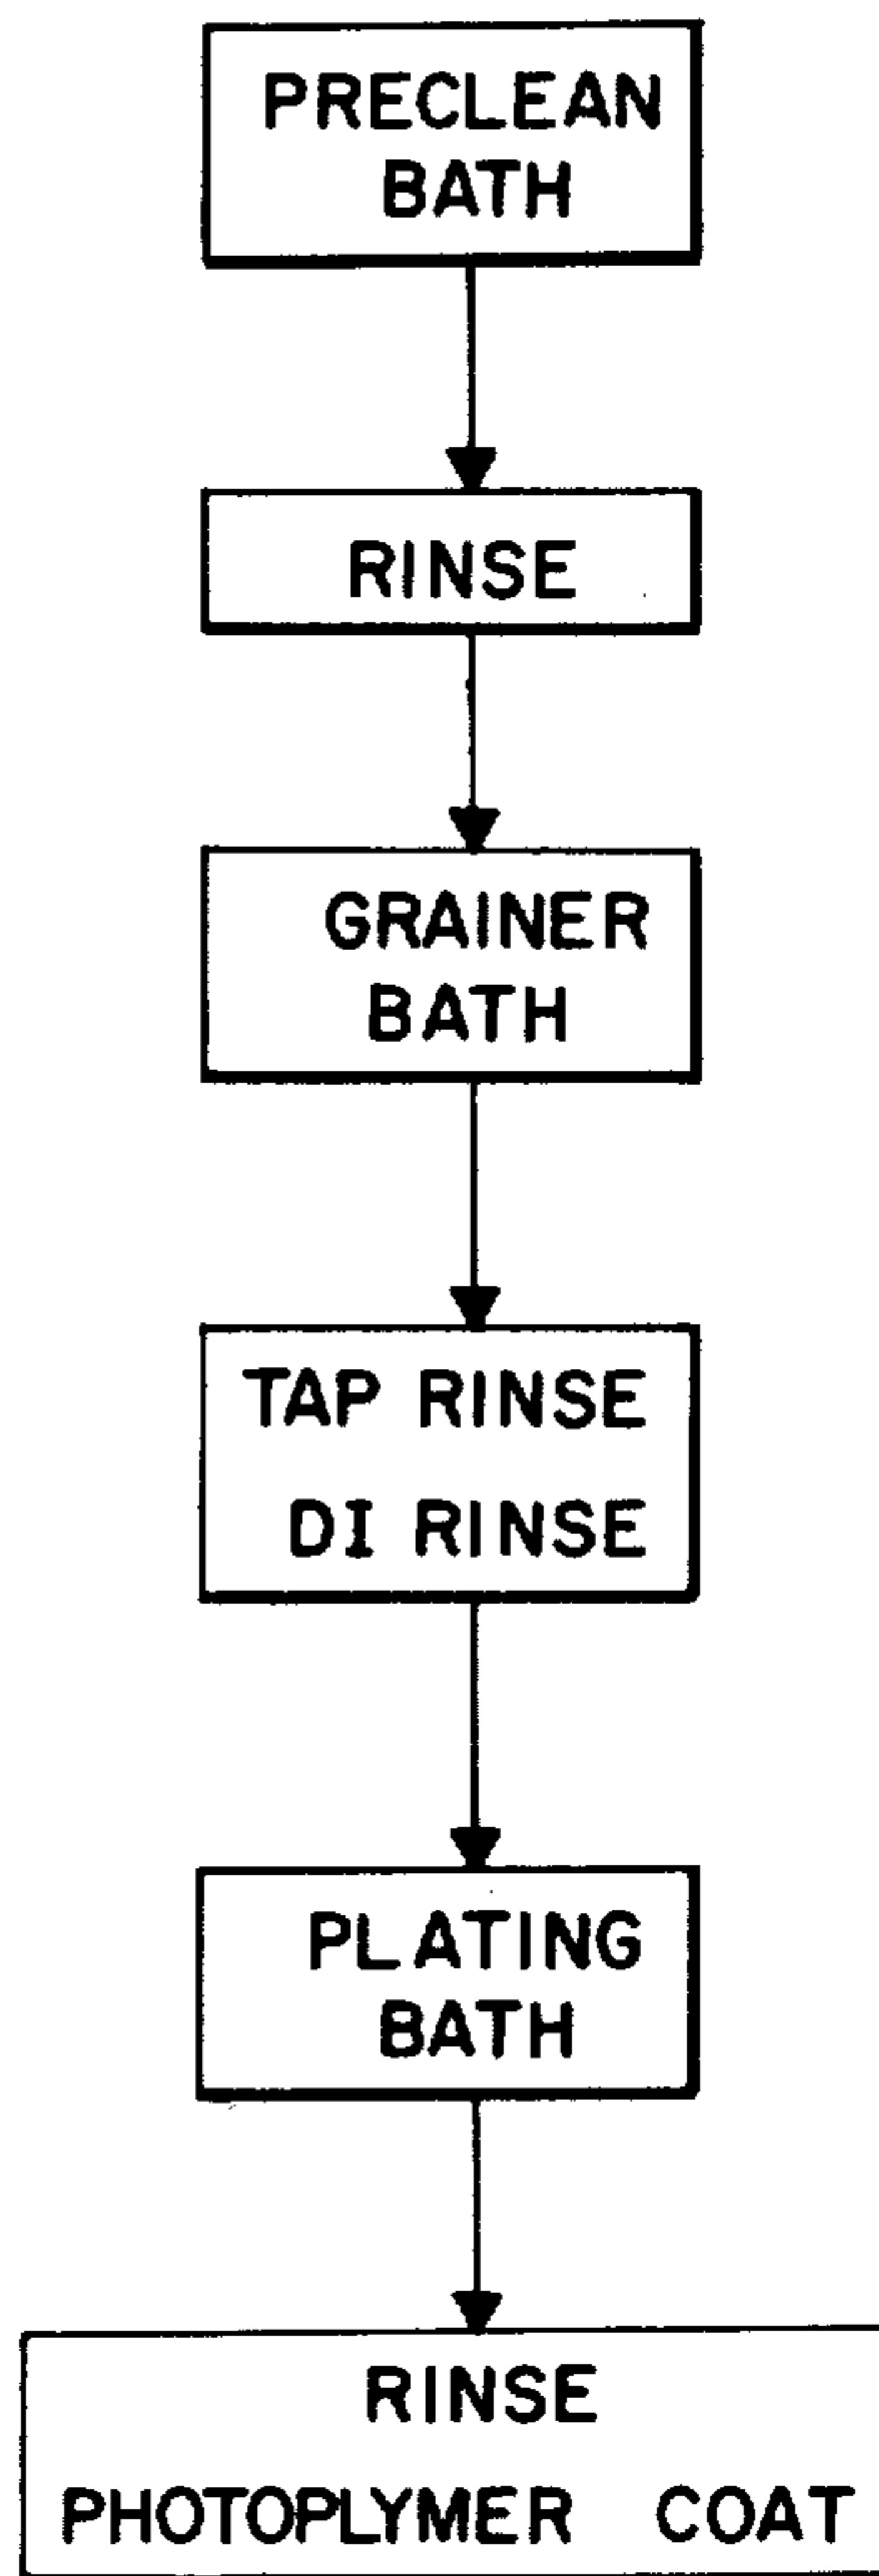 PRECLEAN
BATH
RINSE
GRAINER
BATH
TAP RINSE
DI RINSE
PLATING
BATH
RINSE
PHOTOPLYMER COAT